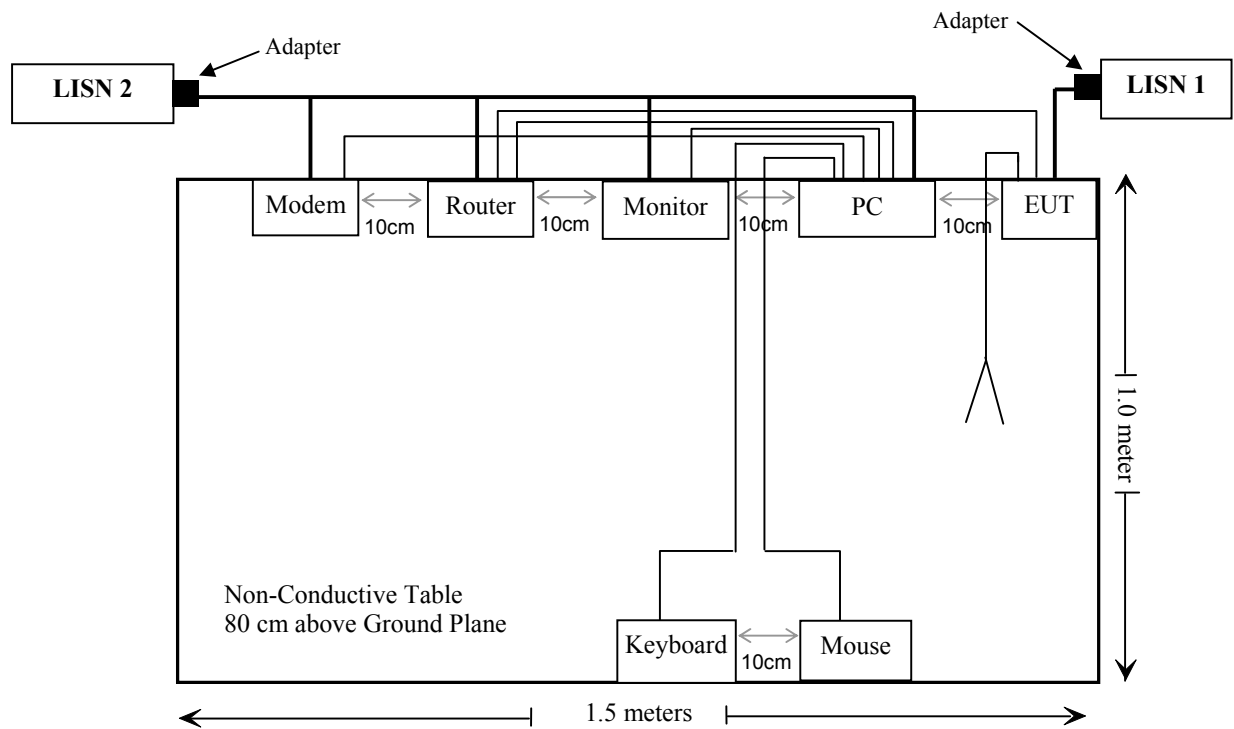 Adapter
Adapter
LISN 2
LISN 1
Modem
Router
Monitor
PC
EUT
10cm
10cm
10cm
10cm
1.0 meter
Non-Conductive Table
80 cm above Ground Plane
Keyboard
Mouse
10cm
1.5 meters